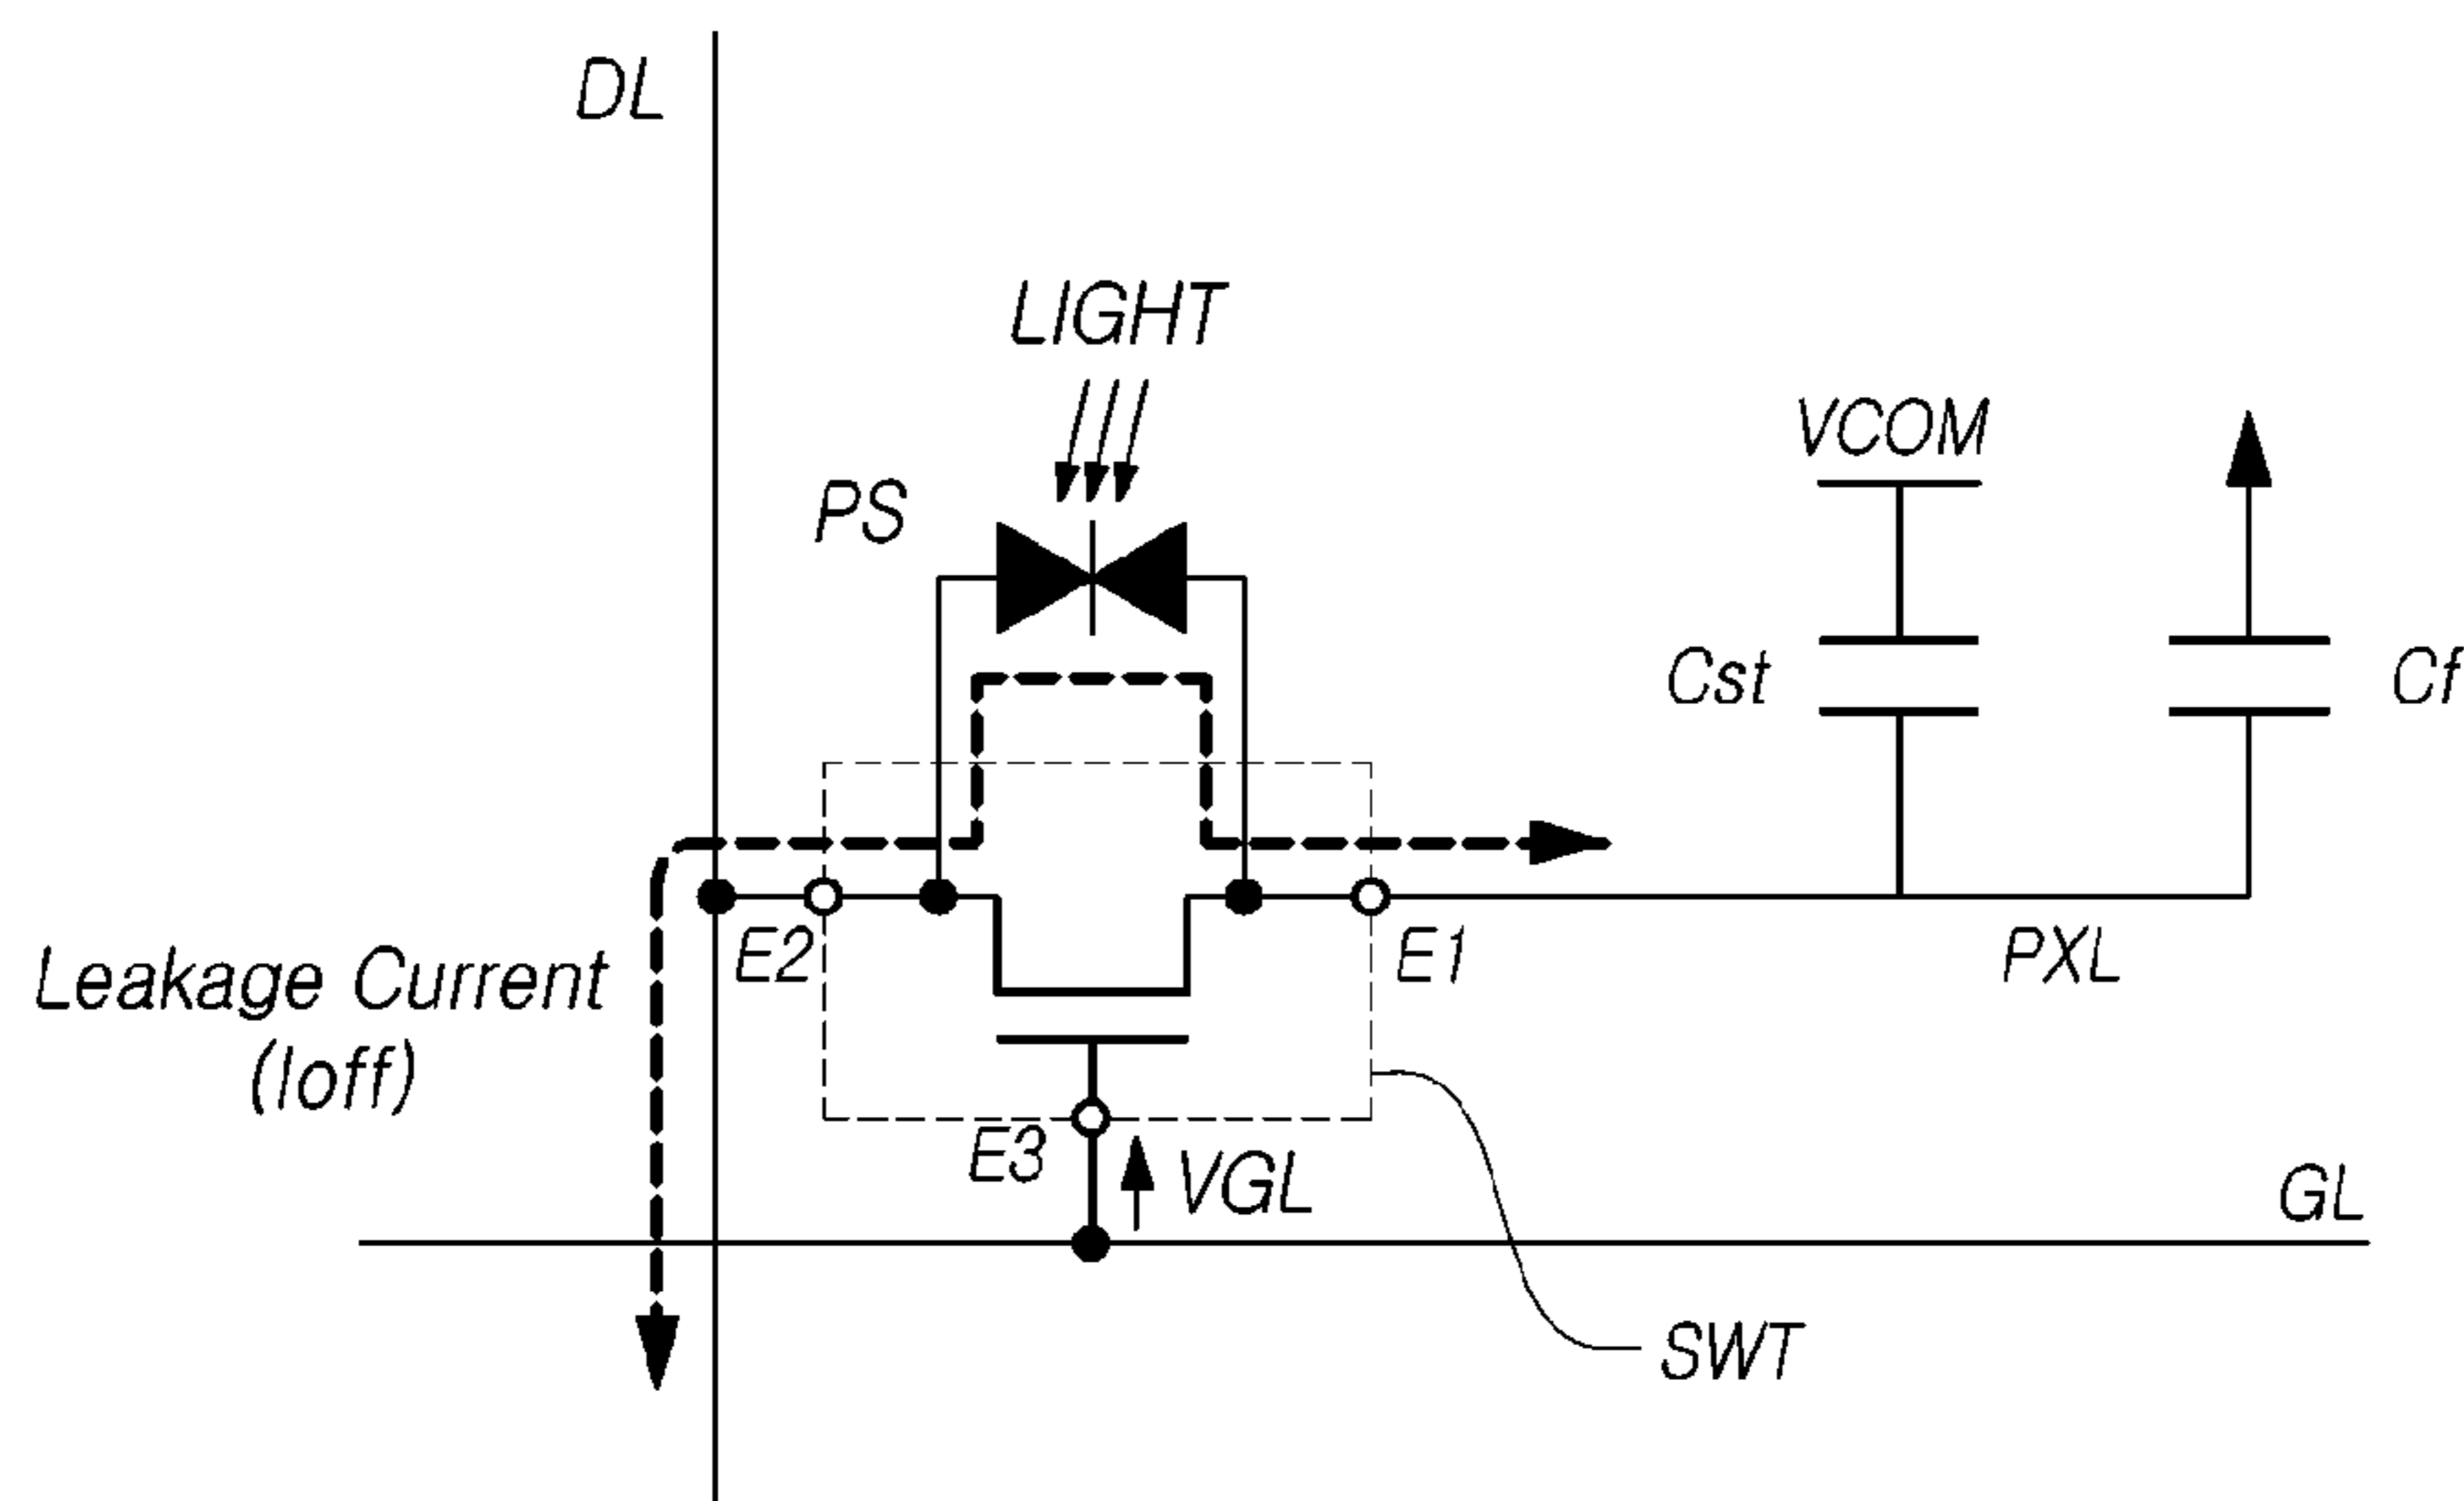 DL
LIGHT
VCOM
PS
Cst
Cf
E2
E1
PXL
Leakage Current
(Ioff)
E3
VGL
GL
SWT